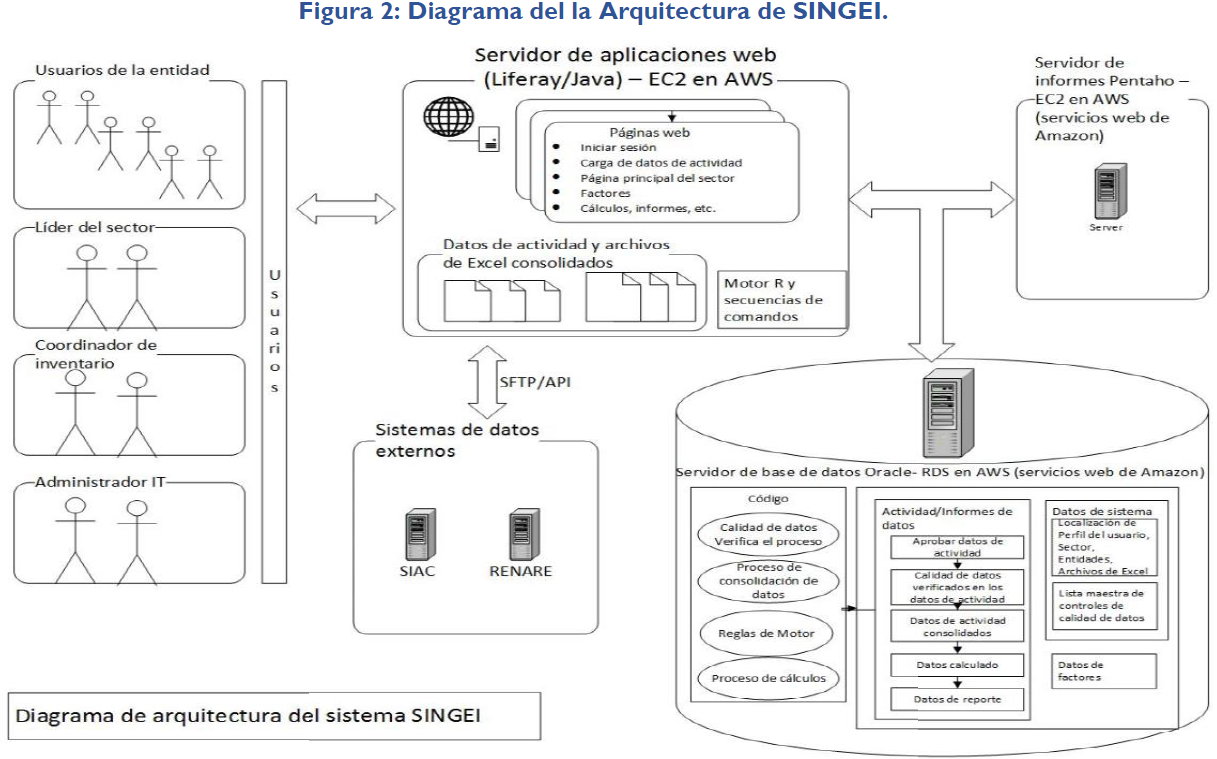 Figura 2: Diagrama del la Arquitectura de SINGEI.
Usuarios de la entidad
Líder del sector
Coordinador de
inventario
Administrador IT
Usuarios
Servidor de aplicaciones web
(Liferay/Java) – EC2 en AWS
Páginas web
Iniciar sesión
Carga de datos de actividad
Página principal del sector
Factores
Cálculos, informes, etc.
Datos de actividad y archivos
de Excel consolidados
Motor R y
secuencias de
comandos
SFTP/API
Sistemas de datos
externos
SIAC
RENARE
Servidor de
informes Pentaho –
EC2 en AWS
(servicios web de
Amazon)
Server
Servidor de base de datos Oracle- RDS en AWS (servicios web de Amazon)
Código
Calidad de datos
Verifica el proceso
Proceso de
consolidación de
datos
Reglas de Motor
Proceso de cálculos
Actividad/Informes de
datos
Aprobar datos de
actividad
Calidad de datos
verificados en los
datos de actividad
Datos de actividad
consolidados
Datos calculado
Datos de reporte
Datos de sistema
Localización de
Perfil del usuario,
Sector,
Entidades,
Archivos de Excel
Lista maestra de
controles de
calidad de datos
Datos de
factores
Diagrama de arquitectura del sistema SINGEI